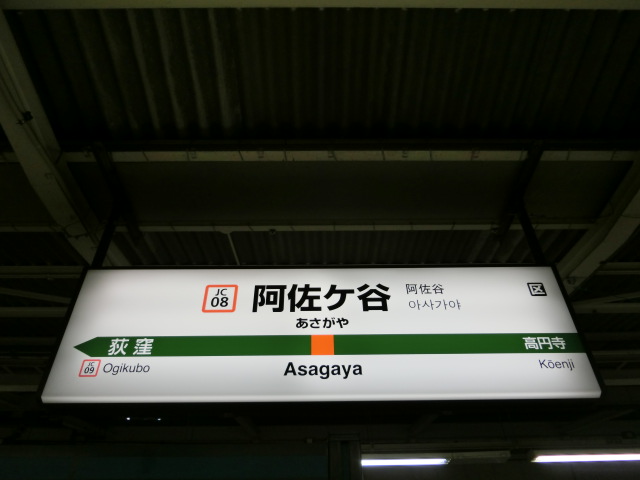 JC
08
阿佐ケ谷
阿佐谷
아사가야
区
あさがや
荻窪
高円寺
JC
09
Ogikubo
Asagaya
Kōenji